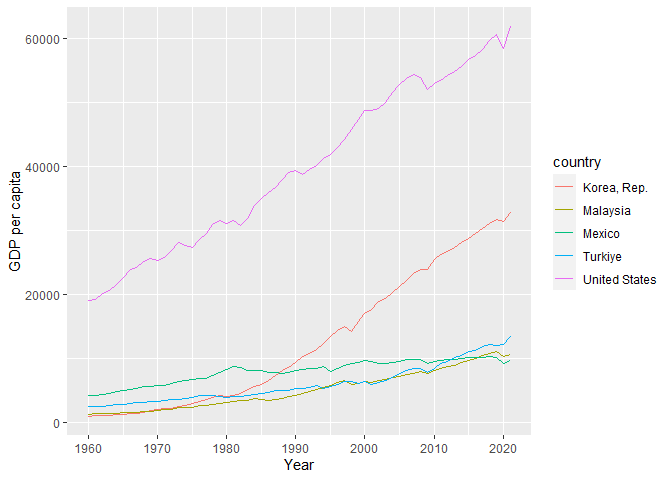 60000
40000
20000
0
GDP per capita
1960 1970 1980 1990 2000 2010 2020
Year
country
Korea, Rep.
Malaysia
Mexico
Turkiye
United States